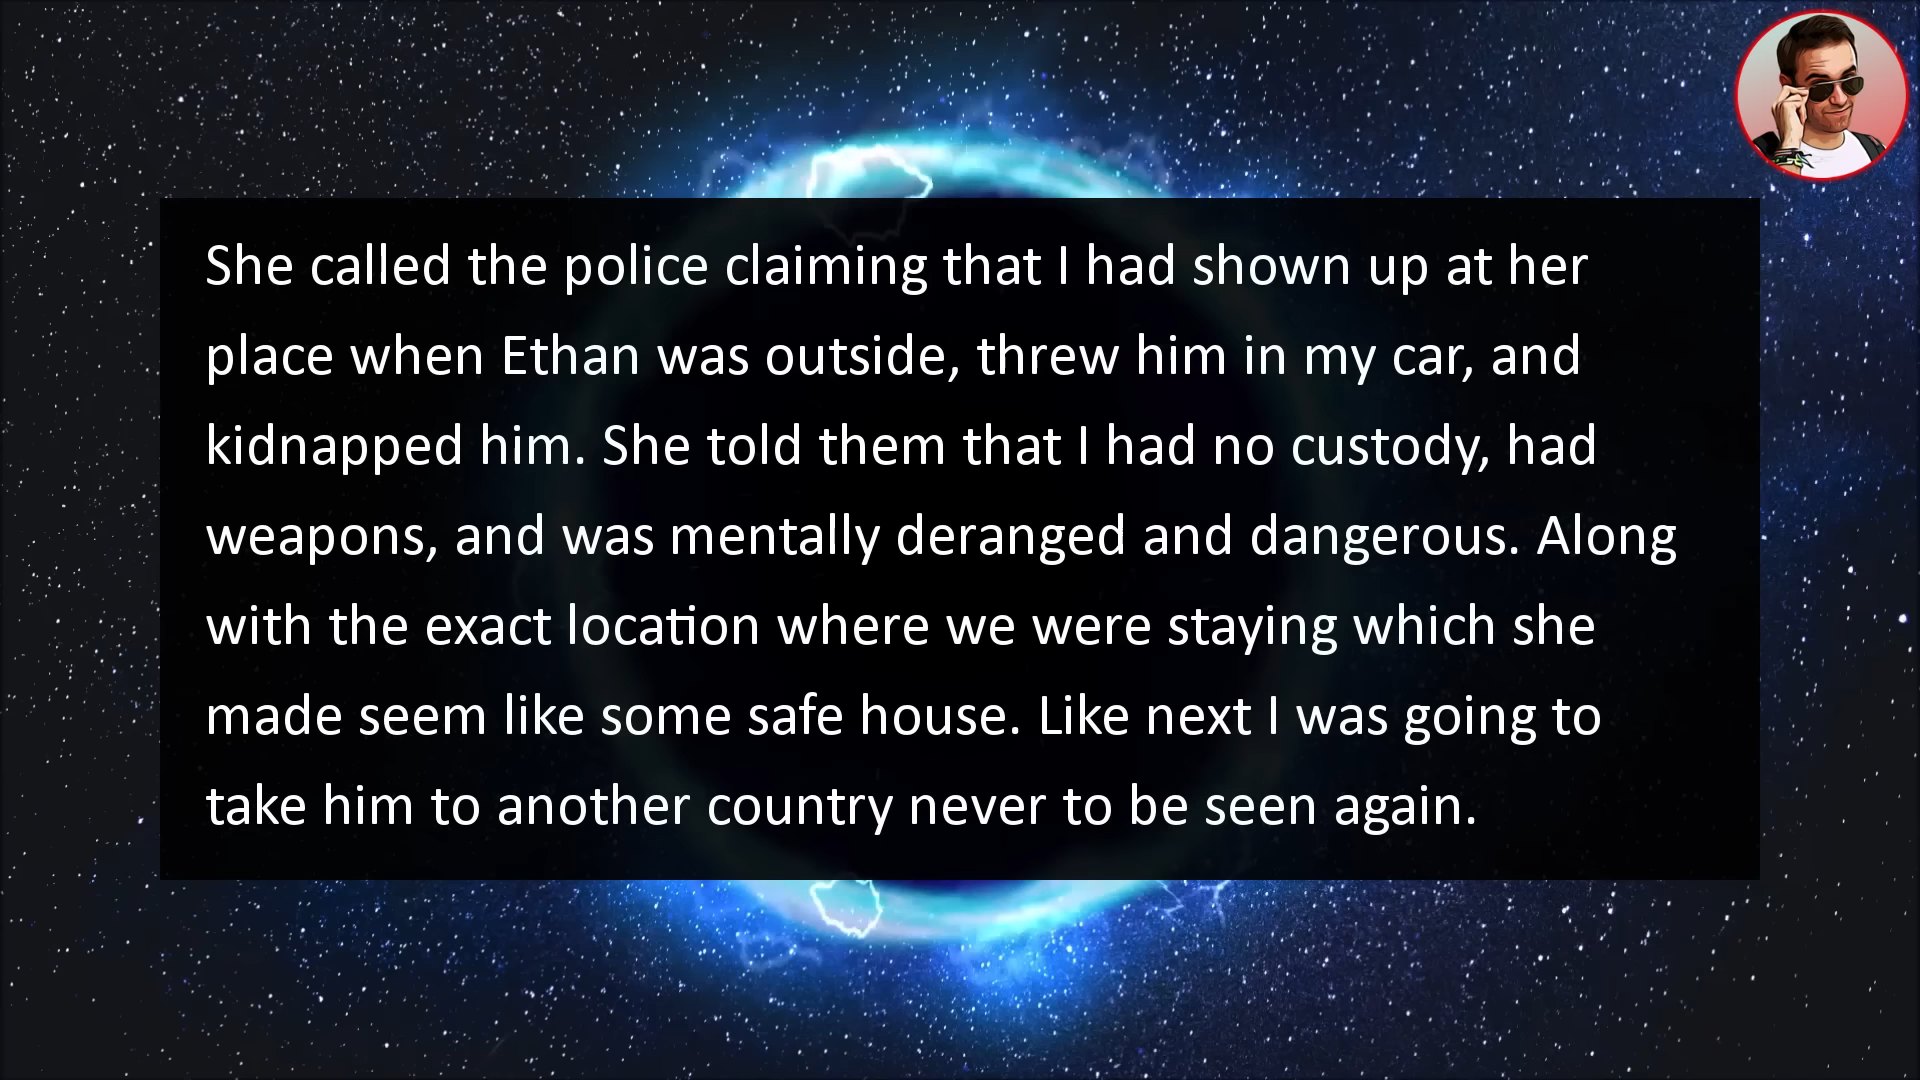 She called the police claiming that I had shown up at her
place when Ethan was outside, threw him in my car, and
kidnapped him. She told them that I had no custody, had
weapons, and was mentally deranged and dangerous. Along
with the exact location where we were staying which she
made seem like some safe house. Like next I was going to
take him to another country never to be seen again.